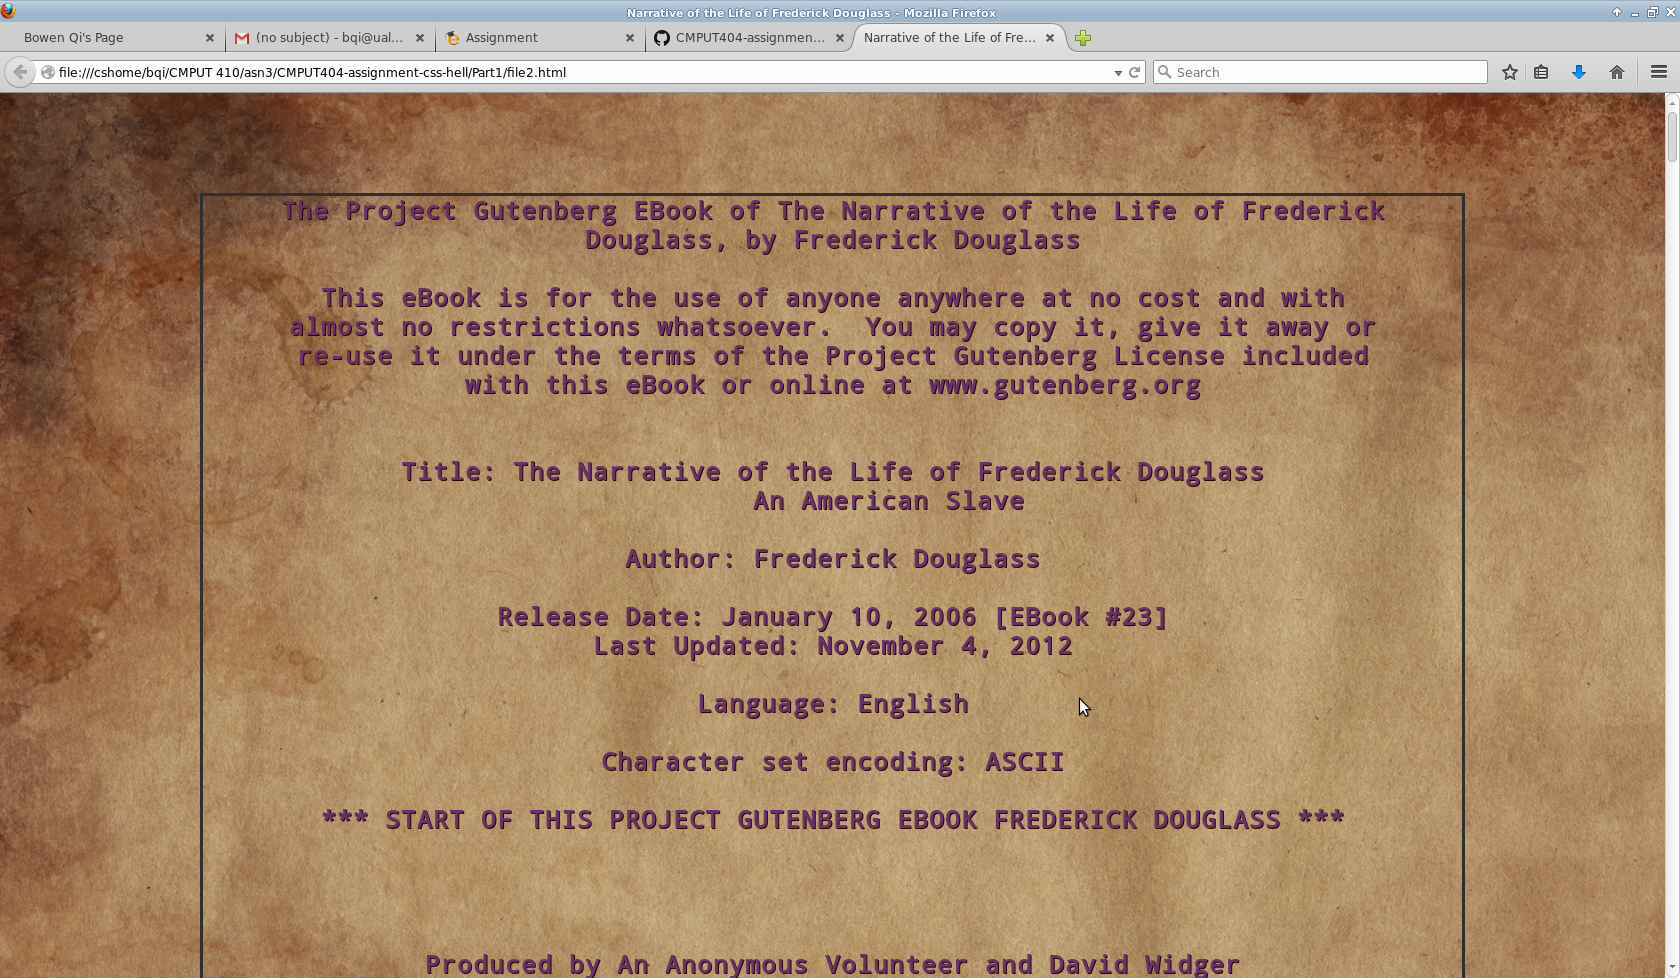 Narrative of the Life of Frederick Douglass - Mozilla Firefox
Bowen Qi's Page
(no subject) - bqi@ual...
Assignment
CMPUT404-assignmen...
Narrative of the Life of Fre...
file:///cshome/bqi/CMPUT 410/asn3/CMPUT404-assignment-css-hell/Part1/file2.html
Search
The Project Gutenberg EBook of The Narrative of the Life of Frederick
Douglass, by Frederick Douglass
This eBook is for the use of anyone anywhere at no cost and with
almost no restrictions whatsoever.  You may copy it, give it away or
re-use it under the terms of the Project Gutenberg License included
with this eBook or online at www.gutenberg.org
Title: The Narrative of the Life of Frederick Douglass
An American Slave
Author: Frederick Douglass
Release Date: January 10, 2006 [EBook #23]
Last Updated: November 4, 2012
Language: English
Character set encoding: ASCII
*** START OF THIS PROJECT GUTENBERG EBOOK FREDERICK DOUGLASS ***
Produced by An Anonymous Volunteer and David Widger